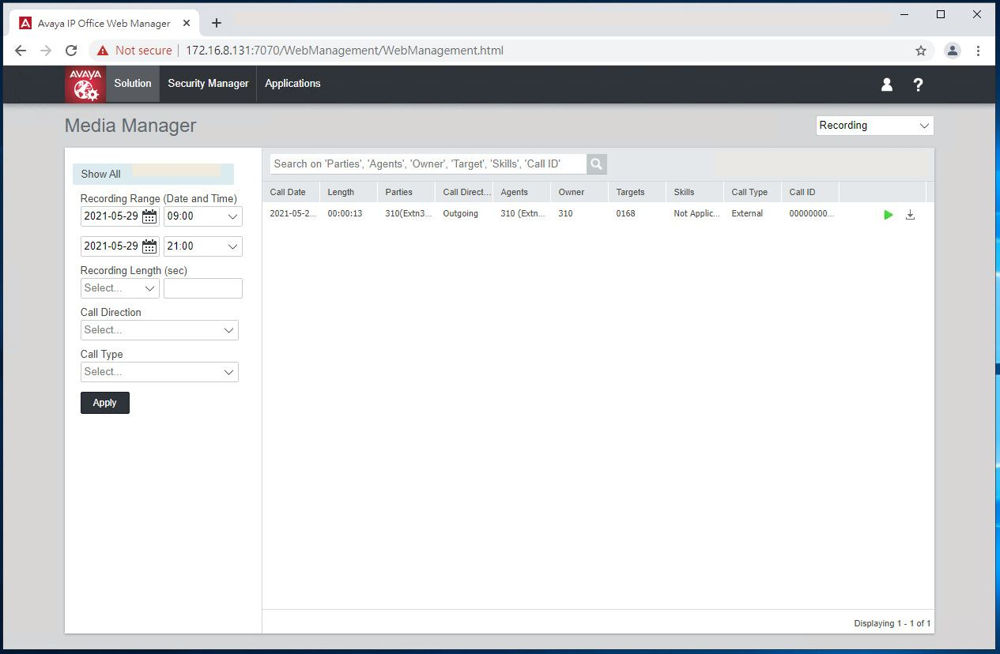 Avaya IP Office Web Manager
Not secure | 172.16.8.131:7070/WebManagement/WebManagement.html
AVAYA Solution Security Manager Applications ?
Media Manager Recording
Show All
Recording Range (Date and Time)
2021-05-29 09:00
2021-05-29 21:00
Recording Length (sec)
Select...
Call Direction
Select...
Call Type
Select...
Apply
Search on 'Parties', 'Agents', 'Owner', 'Target', 'Skills', 'Call ID'
Call Date Length Parties Call Direct... Agents Owner Targets Skills Call Type Call ID
2021-05-2... 00:00:13 310(Extn3... Outgoing 310 (Extn... 310 0168 Not Applic... External 00000000...
Displaying 1 - 1 of 1